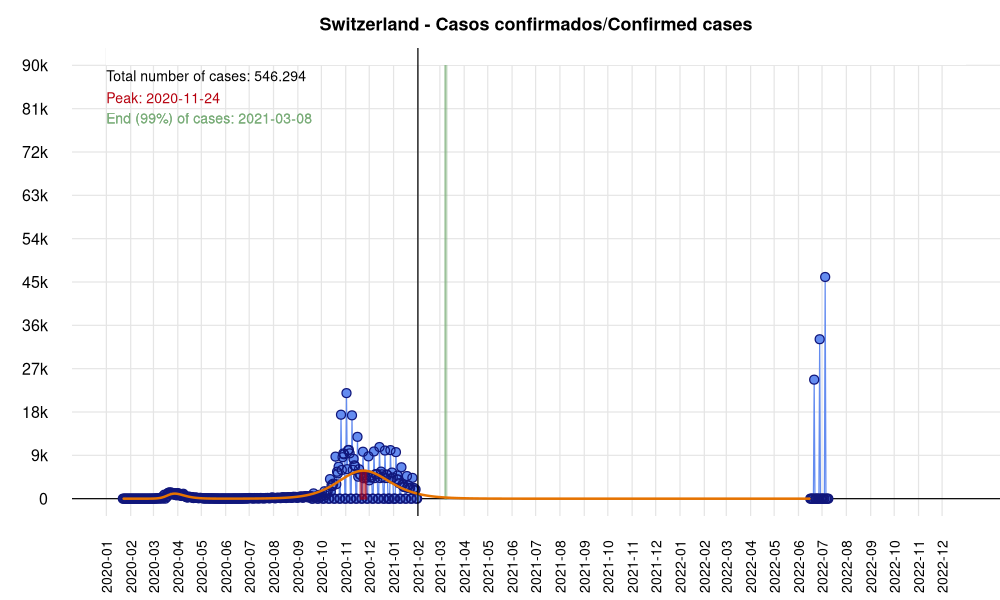 Switzerland - Casos confirmados/Confirmed cases
Total number of cases: 546.294
Peak: 2020-11-24
End (99%) of cases: 2021-03-08
90k
81k
72k
63k
54k
45k
36k
27k
18k
9k
0
2020-01
2020-02
2020-03
2020-04
2020-05
2020-06
2020-07
2020-08
2020-09
2020-10
2020-11
2020-12
2021-01
2021-02
2021-03
2021-04
2021-05
2021-06
2021-07
2021-08
2021-09
2021-10
2021-11
2021-12
2022-01
2022-02
2022-03
2022-04
2022-05
2022-06
2022-07
2022-08
2022-09
2022-10
2022-11
2022-12